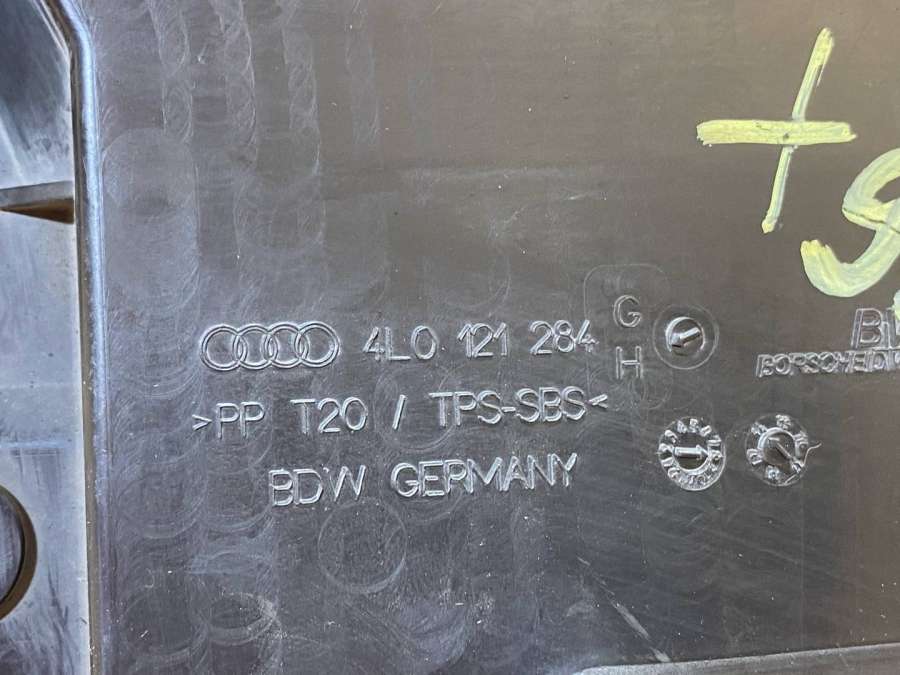 4L0 121 284 G
H
>PP T20 / TPS-SBS<
BDW GERMANY